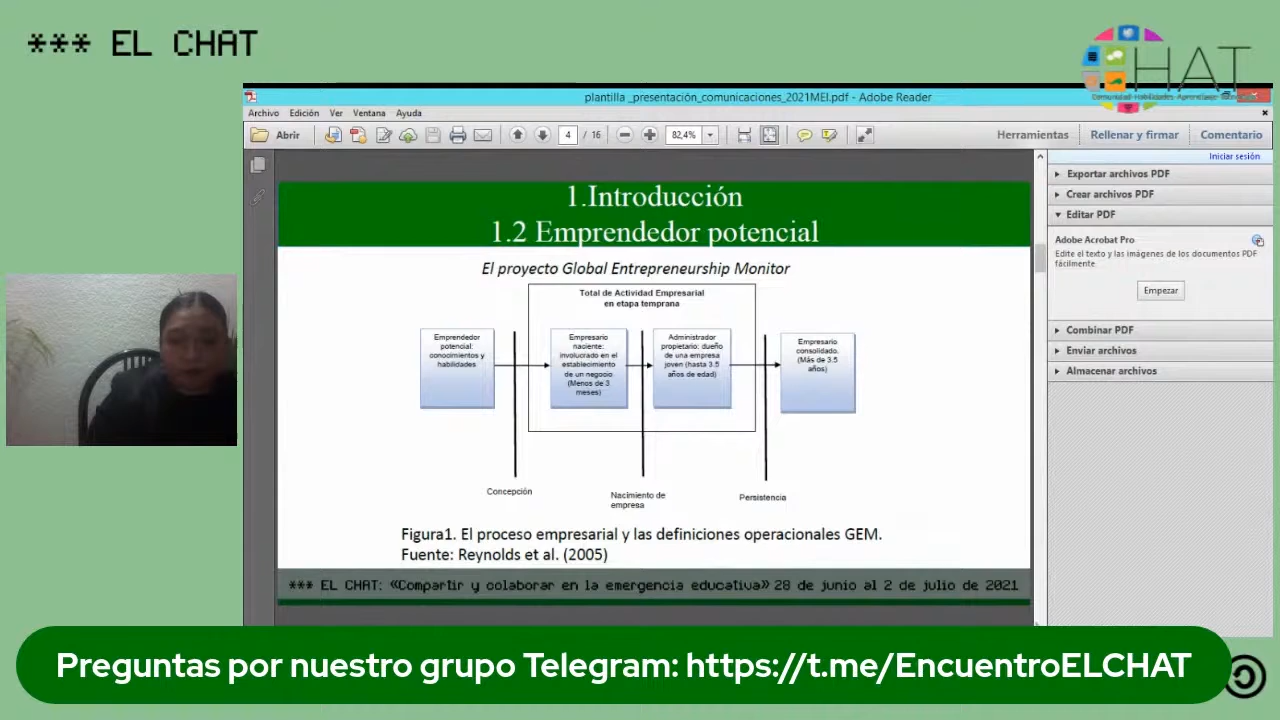 *** EL CHAT
HAT
Comunidad-Habilidades-Aprendizaje-
plantilla _presentación_comunicaciones_2021MEI.pdf - Adobe Reader
Archivo Edición Ver Ventana Ayuda
Abrir 4 / 16 82,4% Herramientas Rellenar y firmar Comentario
Iniciar sesión
Exportar archivos PDF
Crear archivos PDF
Editar PDF
Adobe Acrobat Pro
Edite el texto y las imágenes de los documentos PDF
fácilmente
Empezar
Combinar PDF
Enviar archivos
Almacenar archivos
1.Introducción
1.2 Emprendedor potencial
El proyecto Global Entrepreneurship Monitor
Total de Actividad Empresarial
en etapa temprana
Emprendedor
potencial:
conocimientos y
habilidades
Empresario
naciente:
involucrado en el
establecimiento
de un negocio
(Menos de 3
meses)
Administrador
propietario: dueño
de una empresa
joven (hasta 3.5
años de edad)
Empresario
consolidado.
(Más de 3.5
años)
Concepción
Nacimiento de
empresa
Persistencia
Figura1. El proceso empresarial y las definiciones operacionales GEM.
Fuente: Reynolds et al. (2005)
*** EL CHAT: «Compartir y colaborar en la emergencia educativa» 28 de junio al 2 de julio de 2021
Preguntas por nuestro grupo Telegram: https://t.me/EncuentroELCHAT